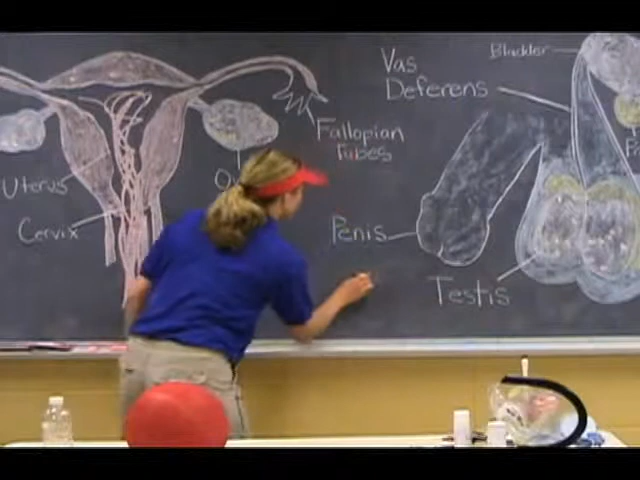 Vas
Deferens
Bladder
Fallopian
Tubes
Uterus
Cervix
Penis
Testis